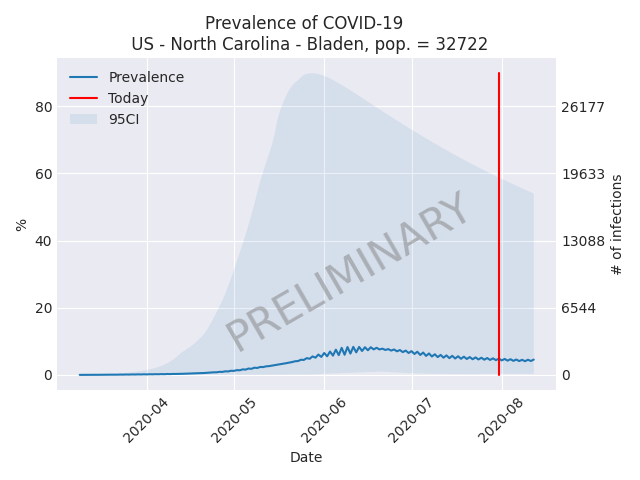 Prevalence of COVID-19
US - North Carolina - Bladen, pop. = 32722
Prevalence
Today
95CI
80
60
40
20
0
%
26177
19633
13088
6544
0
# of infections
PRELIMINARY
2020-04
2020-05
2020-06
2020-07
2020-08
Date